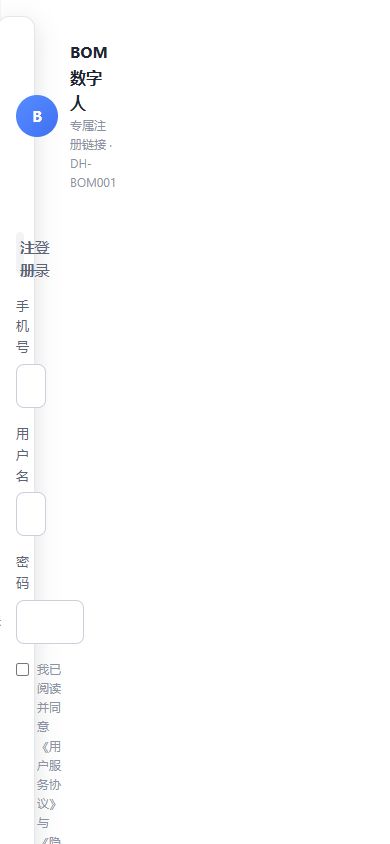 BOM
数字
人
B
专属注
册链接 ·
DH-
BOM001
注登
册录
手
机
号
用
户
名
密
码
我已
阅读
并同
意
《用
户服
务协
议》
与
《隐